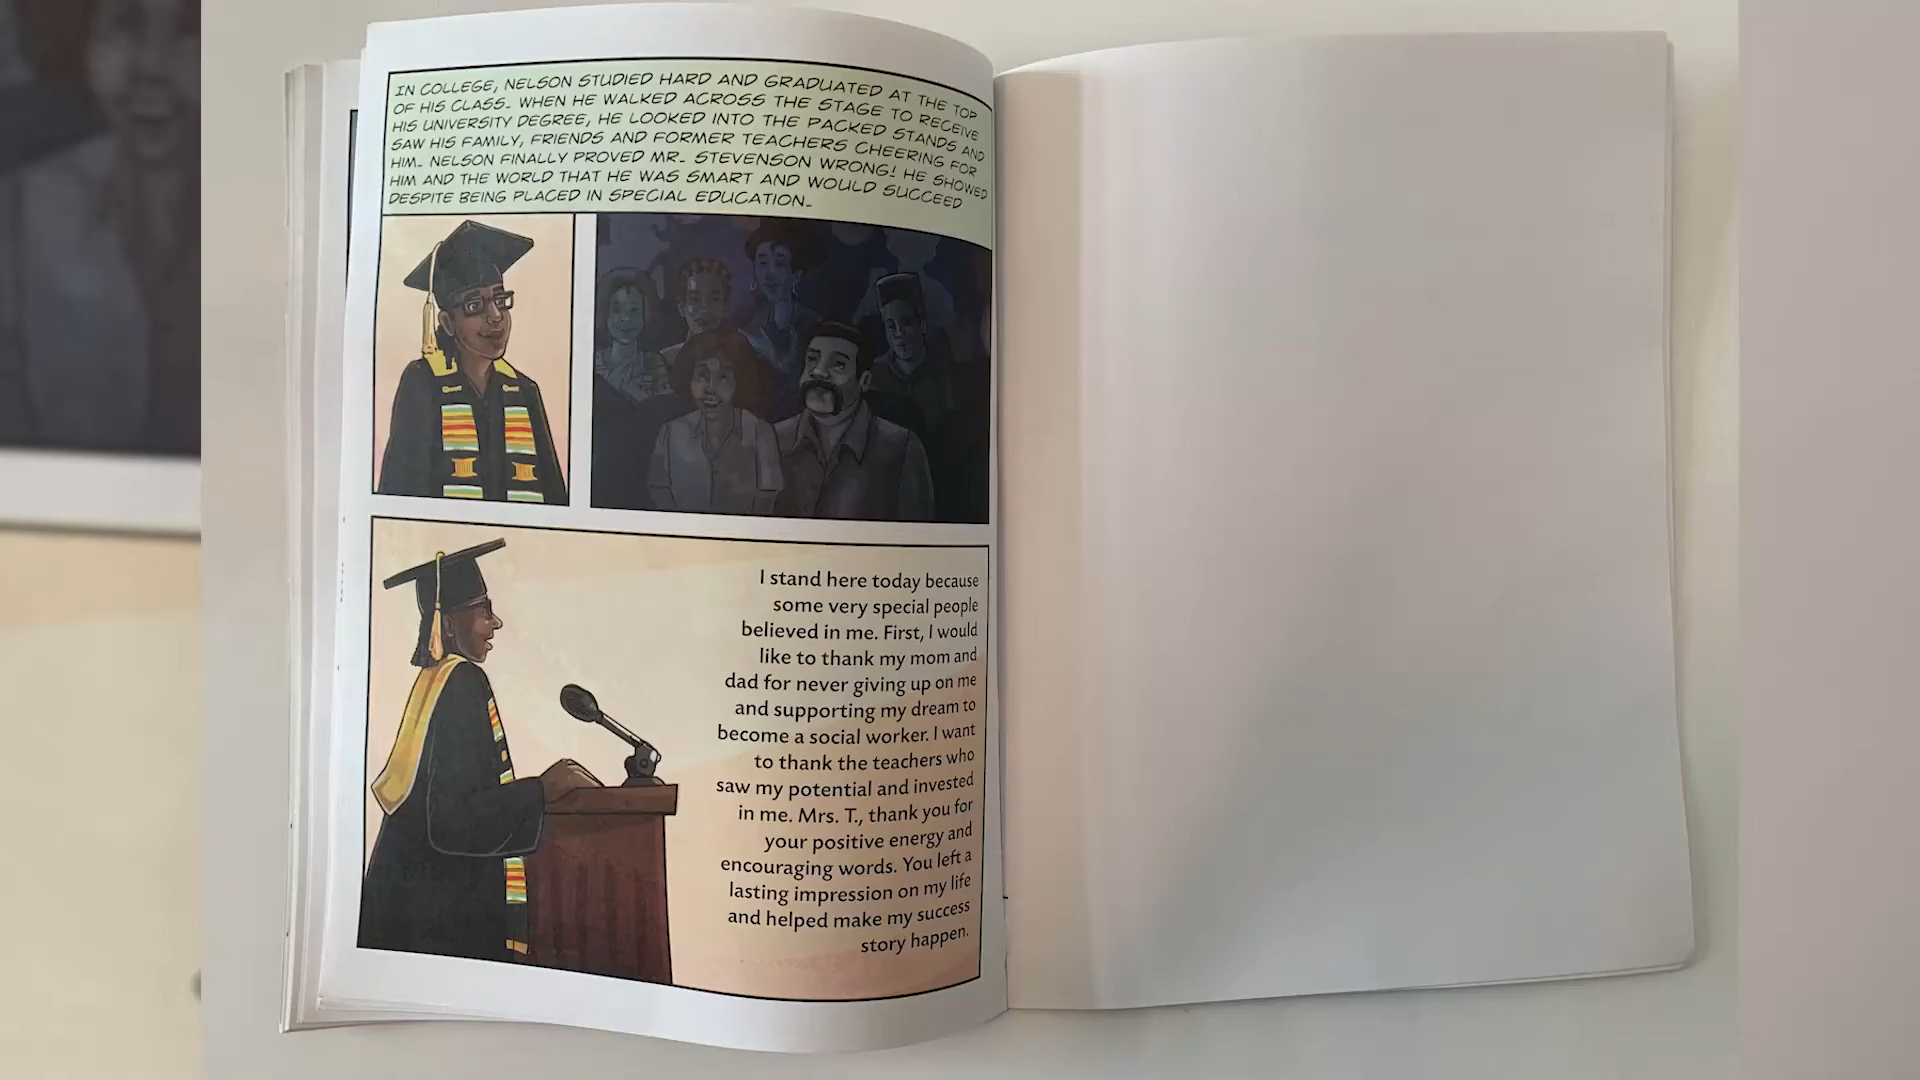 IN COLLEGE, NELSON STUDIED HARD AND GRADUATED AT THE TOP
OF HIS CLASS. WHEN HE WALKED ACROSS THE STAGE TO RECEIVE
HIS UNIVERSITY DEGREE, HE LOOKED INTO THE PACKED STANDS AND
SAW HIS FAMILY, FRIENDS AND FORMER TEACHERS CHEERING FOR
HIM. NELSON FINALLY PROVED MR. STEVENSON WRONG! HE SHOWED
HIM AND THE WORLD THAT HE WAS SMART AND WOULD SUCCEED
DESPITE BEING PLACED IN SPECIAL EDUCATION.
I stand here today because
some very special people
believed in me. First, I would
like to thank my mom and
dad for never giving up on me
and supporting my dream to
become a social worker. I want
to thank the teachers who
saw my potential and invested
in me. Mrs. T., thank you for
your positive energy and
encouraging words. You left a
lasting impression on my life
and helped make my success
story happen.